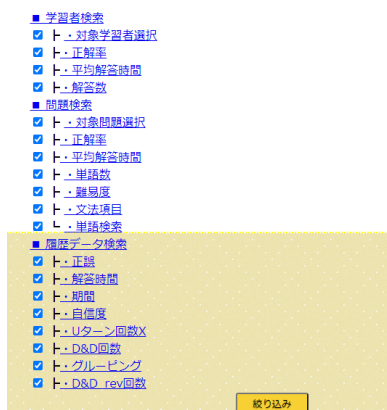 ■ 学習者検索
├ ・対象学習者選択
├・正解率
├・平均解答時間
├・解答数
■ 問題検索
├ ・対象問題選択
├・正解率
├・平均解答時間
├・単語数
├・難易度
├・文法項目
└ ・単語検索
■ 履歴データ検索
├・正誤
├・解答時間
├・期間
├・自信度
├・Uターン回数X
├・D&D回数
├・グルーピング
├・D&D_rev回数
絞り込み